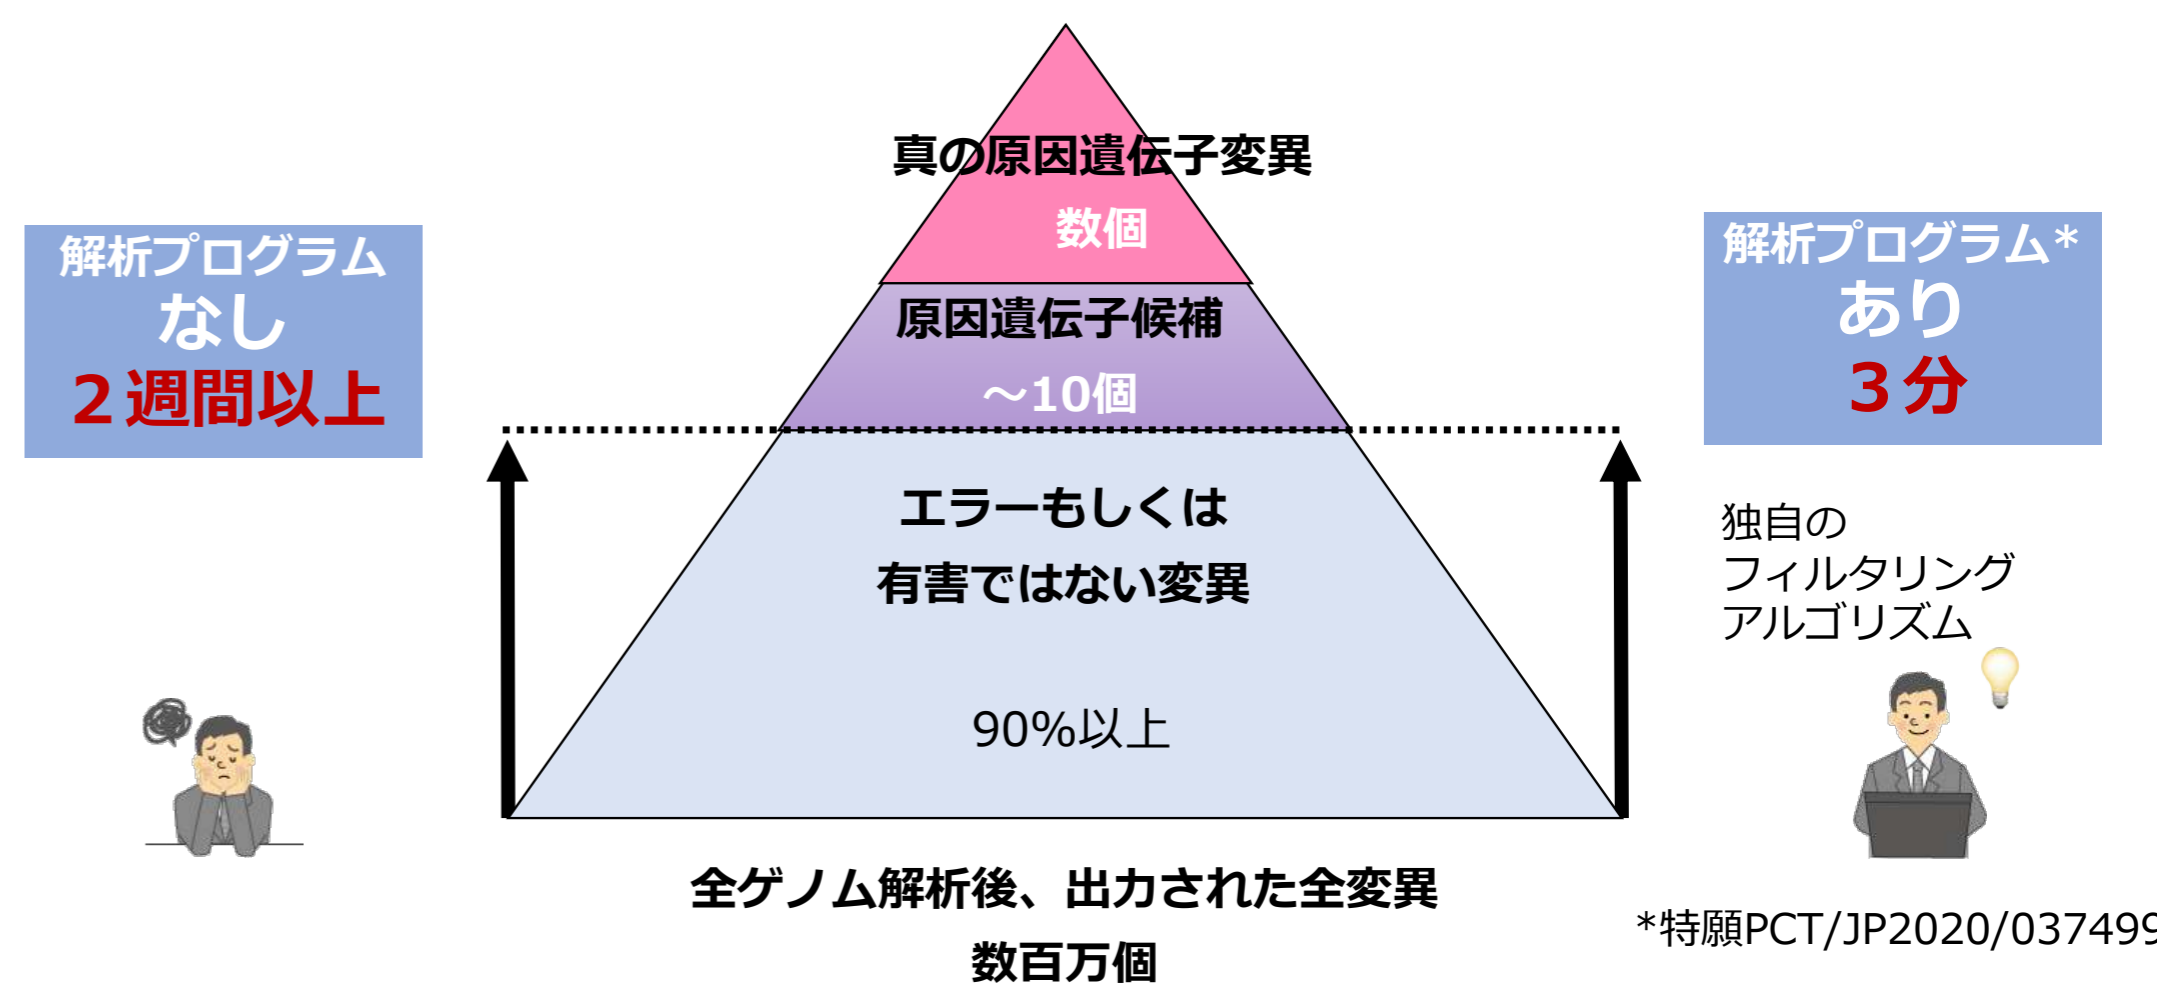 真の原因遺伝子変異
数個
原因遺伝子候補
～10個
エラーもしくは
有害ではない変異
90%以上
全ゲノム解析後、出力された全変異
数百万個
解析プログラム
なし
２週間以上
解析プログラム*
あり
３分
独自の
フィルタリング
アルゴリズム
*特願PCT/JP2020/037499